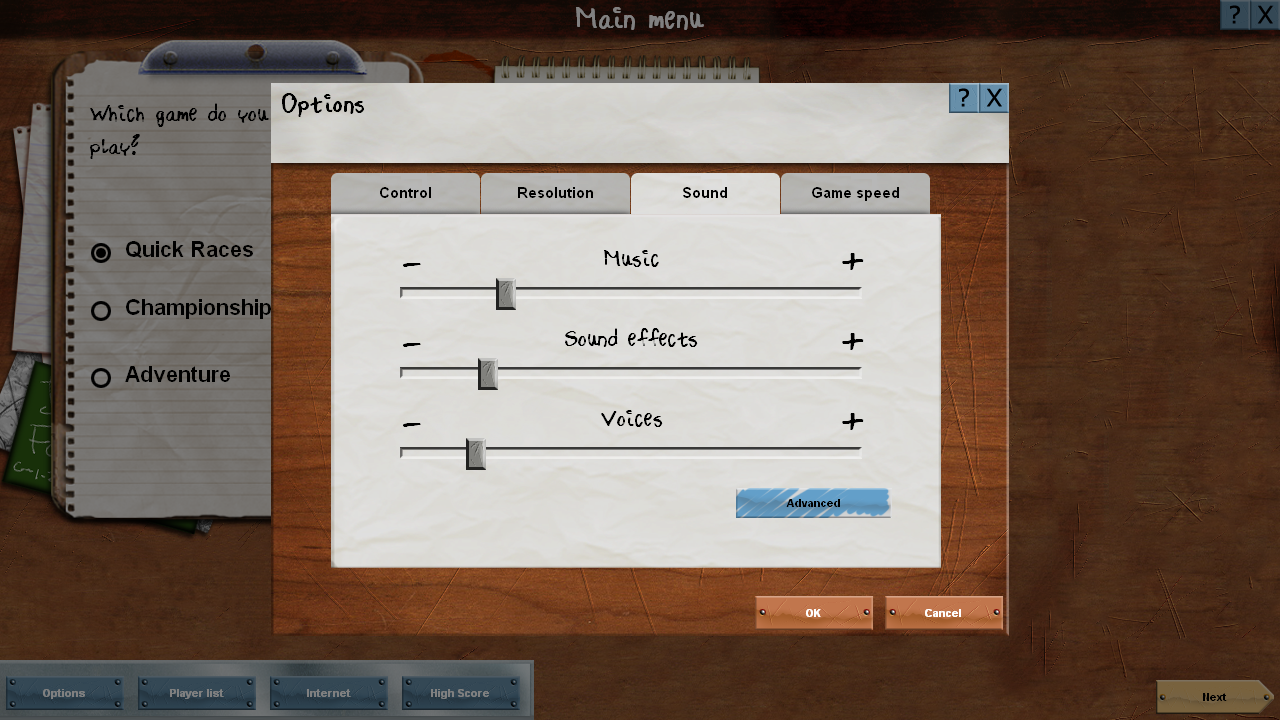 Main menu
? X
Which game do you
play?
Quick Races
Championship
Adventure
Options
? X
Control
Resolution
Sound
Game speed
Music
– +
Sound effects
– +
Voices
– +
Advanced
OK
Cancel
Options
Player list
Internet
High Score
Next